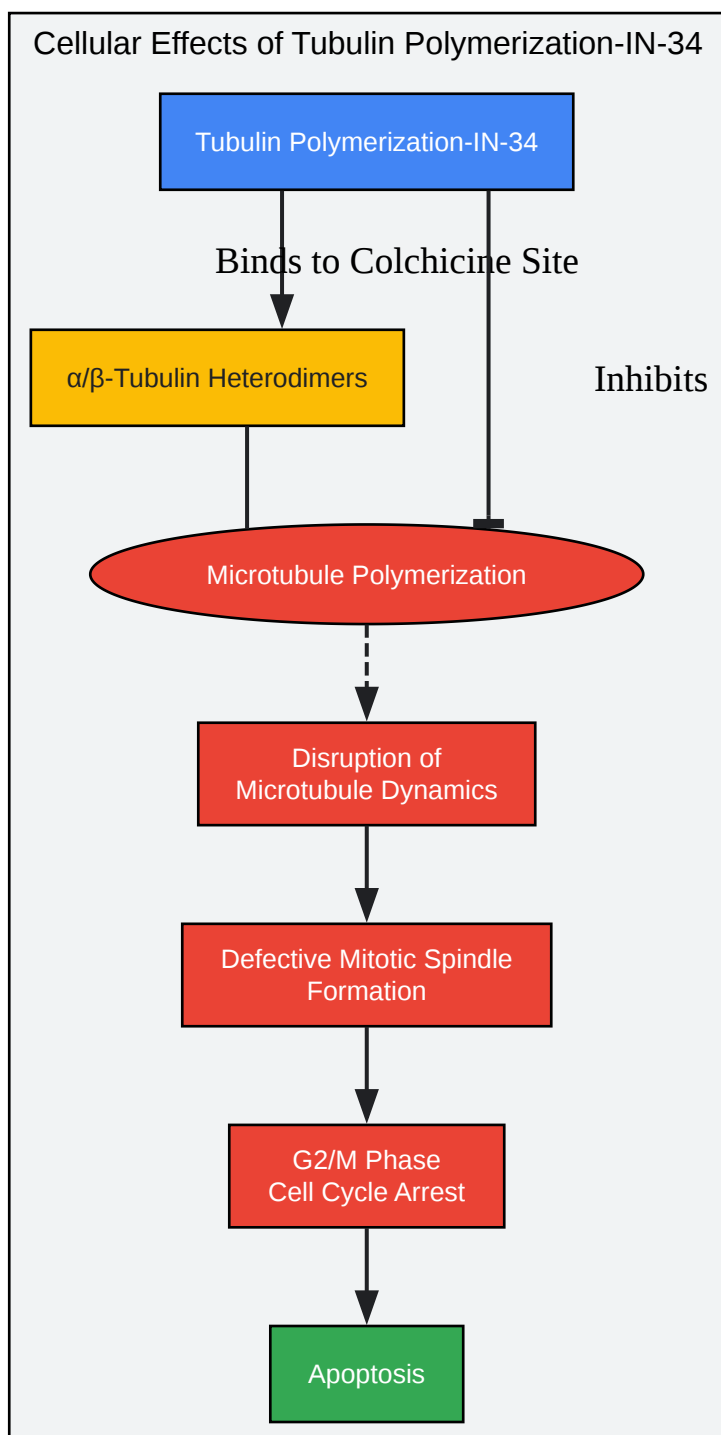 Cellular Effects of Tubulin Polymerization-IN-34
Tubulin Polymerization-IN-34
Binds to Colchicine Site
α/β-Tubulin Heterodimers
Inhibits
Microtubule Polymerization
Disruption of
Microtubule Dynamics
Defective Mitotic Spindle
Formation
G2/M Phase
Cell Cycle Arrest
Apoptosis